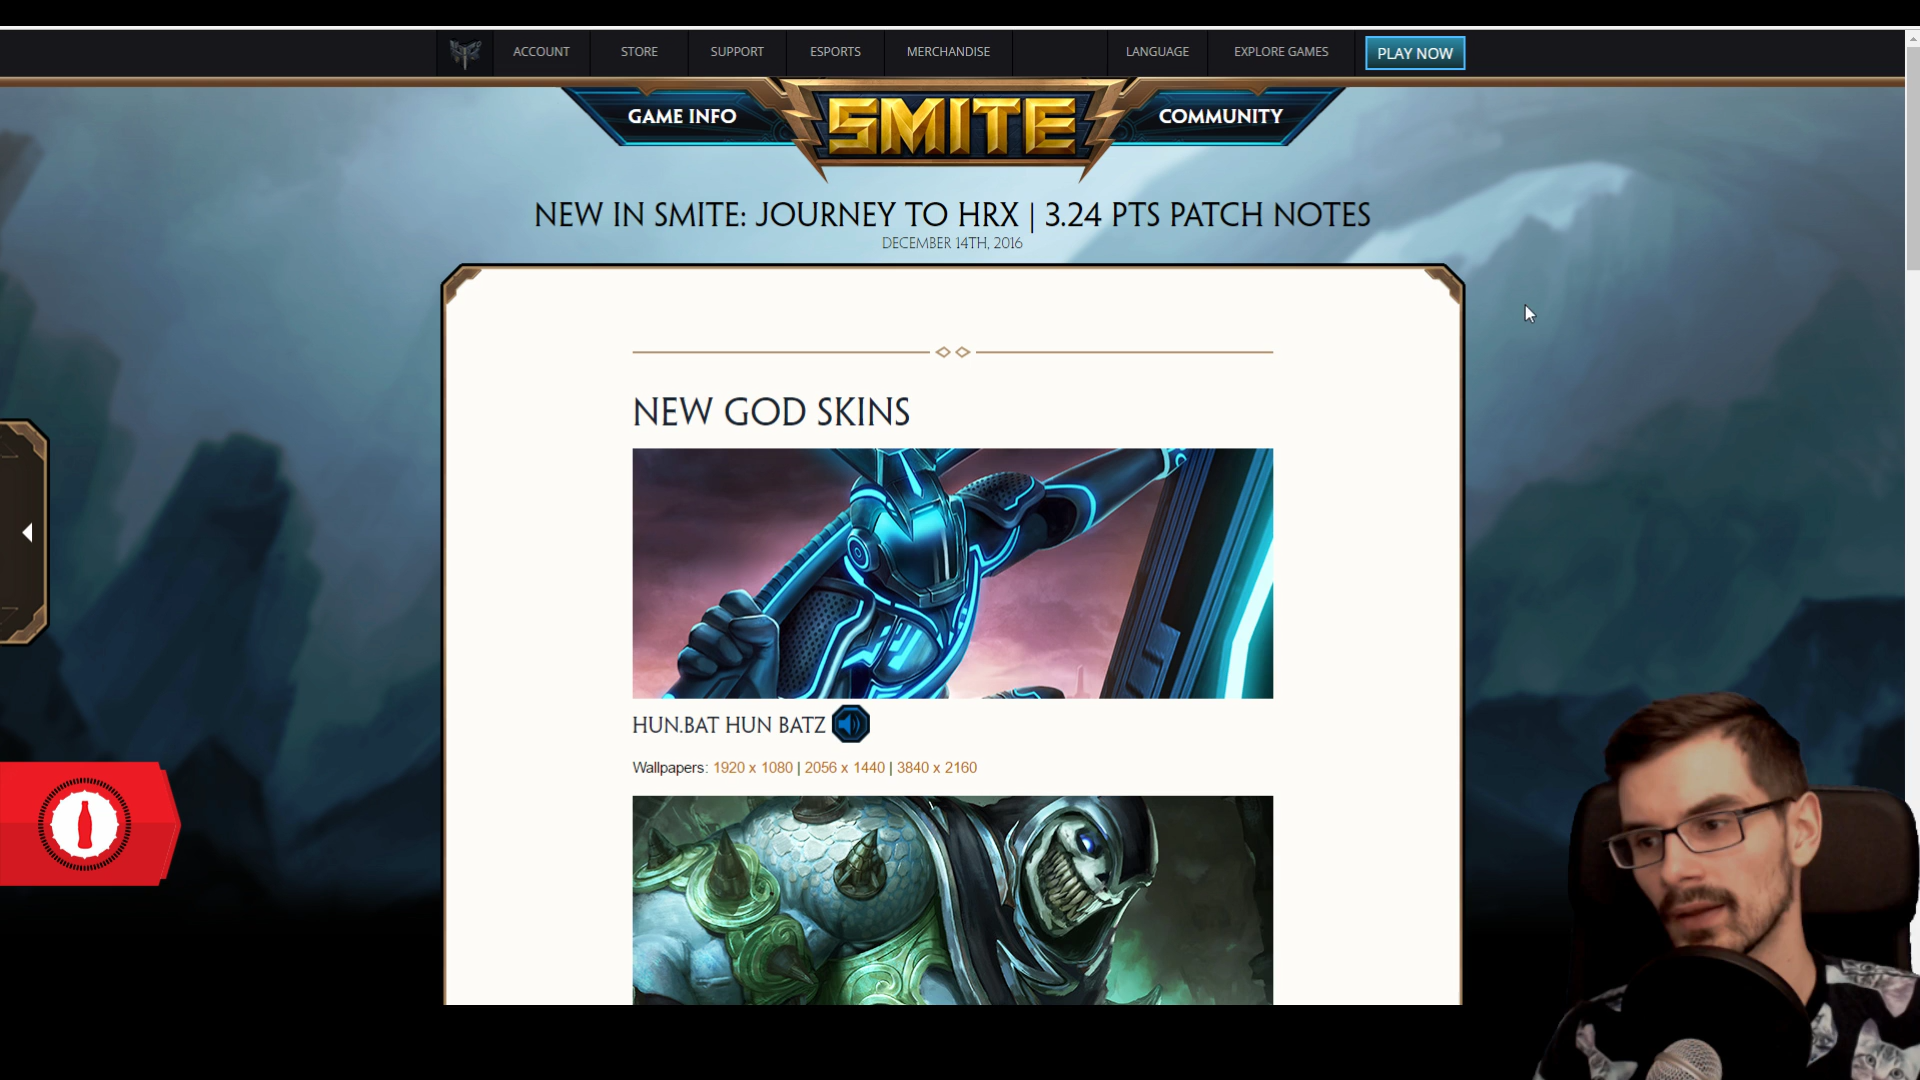 ACCOUNT
STORE
SUPPORT
ESPORTS
MERCHANDISE
LANGUAGE
EXPLORE GAMES
PLAY NOW
GAME INFO
SMITE
COMMUNITY
NEW IN SMITE: JOURNEY TO HRX | 3.24 PTS PATCH NOTES
DECEMBER 14TH, 2016
NEW GOD SKINS
HUN.BAT HUN BATZ
Wallpapers: 1920 x 1080 | 2056 x 1440 | 3840 x 2160